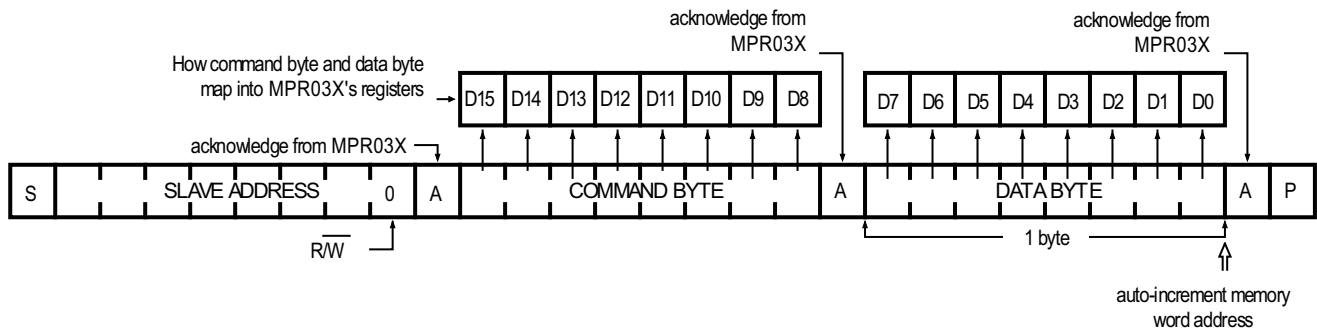 acknowledge from
MPR03X
acknowledge from
MPR03X
How command byte and data byte
map into MPR03X's registers
D15 D14 D13 D12 D11 D10 D9 D8 D7 D6 D5 D4 D3 D2 D1 D0
acknowledge from MPR03X
S SLAVE ADDRESS 0 A COMMAND BYTE A DATA BYTE A P
R/W̅
1 byte
auto-increment memory
word address